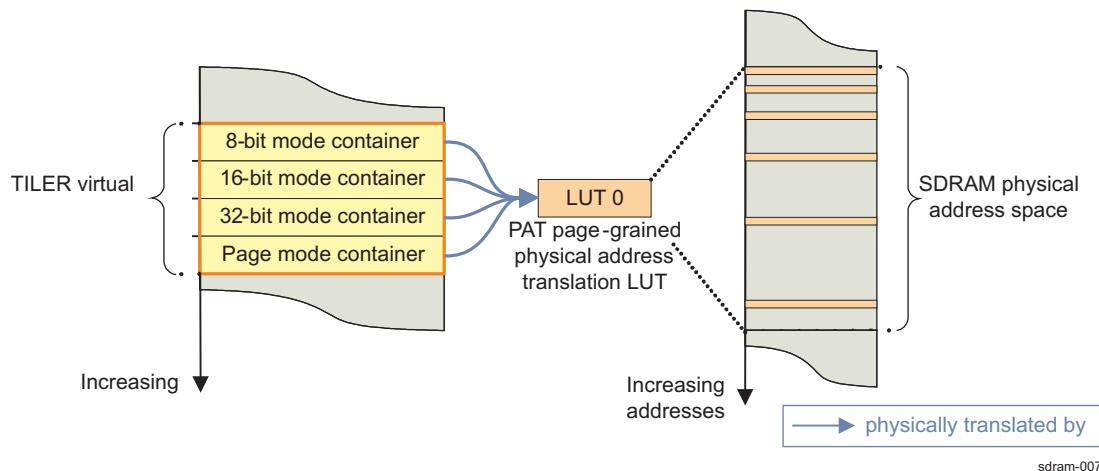 8-bit mode container
16-bit mode container
32-bit mode container
Page mode container
TILER virtual
Increasing
LUT 0
PAT page-grained
physical address
translation LUT
SDRAM physical
address space
Increasing
addresses
physically translated by
sdram-007